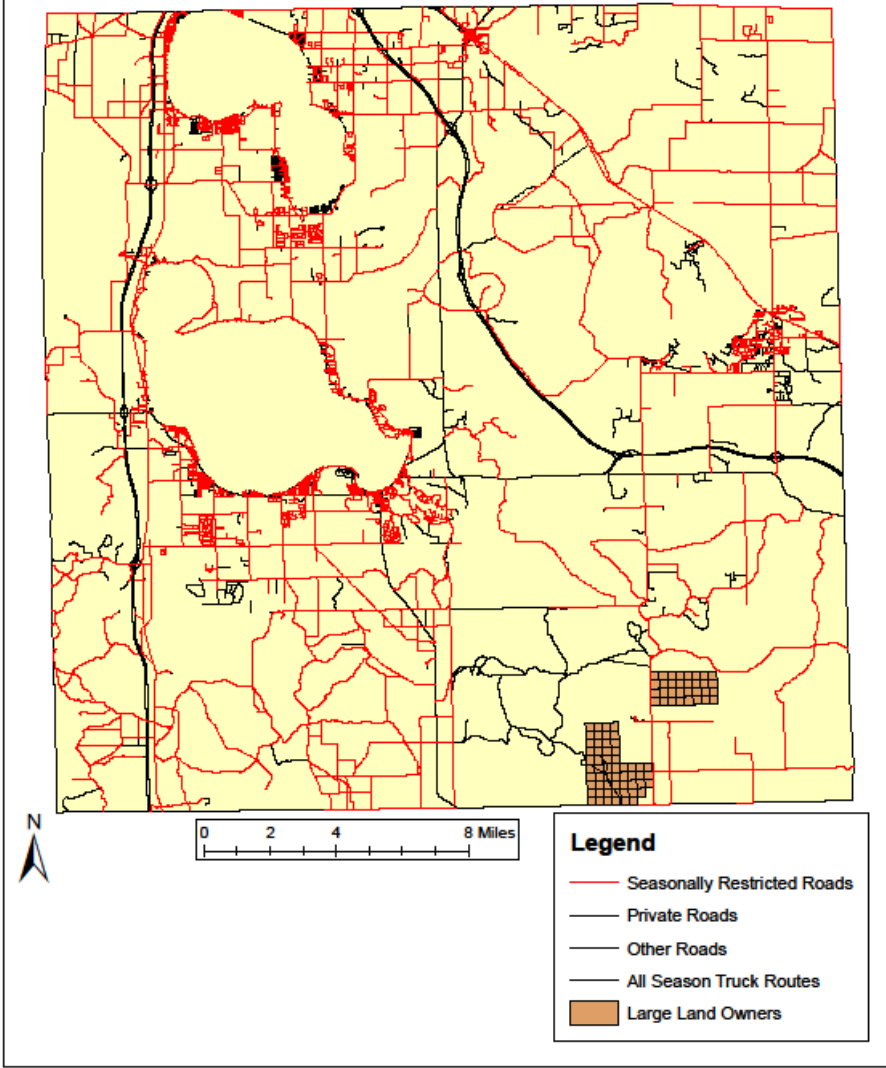 N
0 2 4 8 Miles
Legend
Seasonally Restricted Roads
Private Roads
Other Roads
All Season Truck Routes
Large Land Owners